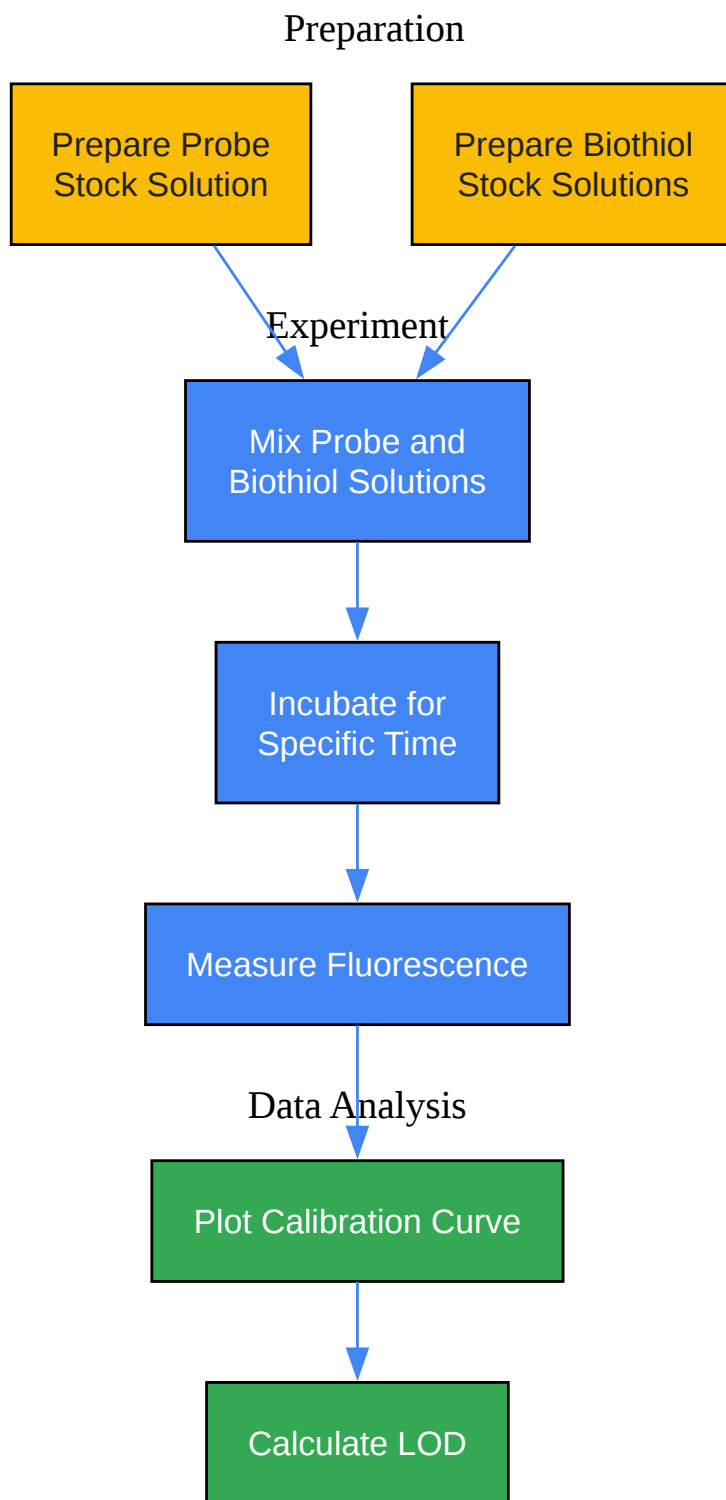 Preparation
Prepare Probe
Stock Solution
Prepare Biothiol
Stock Solutions
Experiment
Mix Probe and
Biothiol Solutions
Incubate for
Specific Time
Measure Fluorescence
Data Analysis
Plot Calibration Curve
Calculate LOD